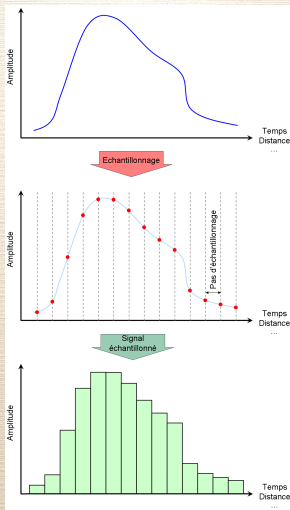 Amplitude
Temps
Distance
...
Echantillonnage
Amplitude
Pas d'échantillonnage
Temps
Distance
...
Signal
échantillonné
Amplitude
Temps
Distance
...